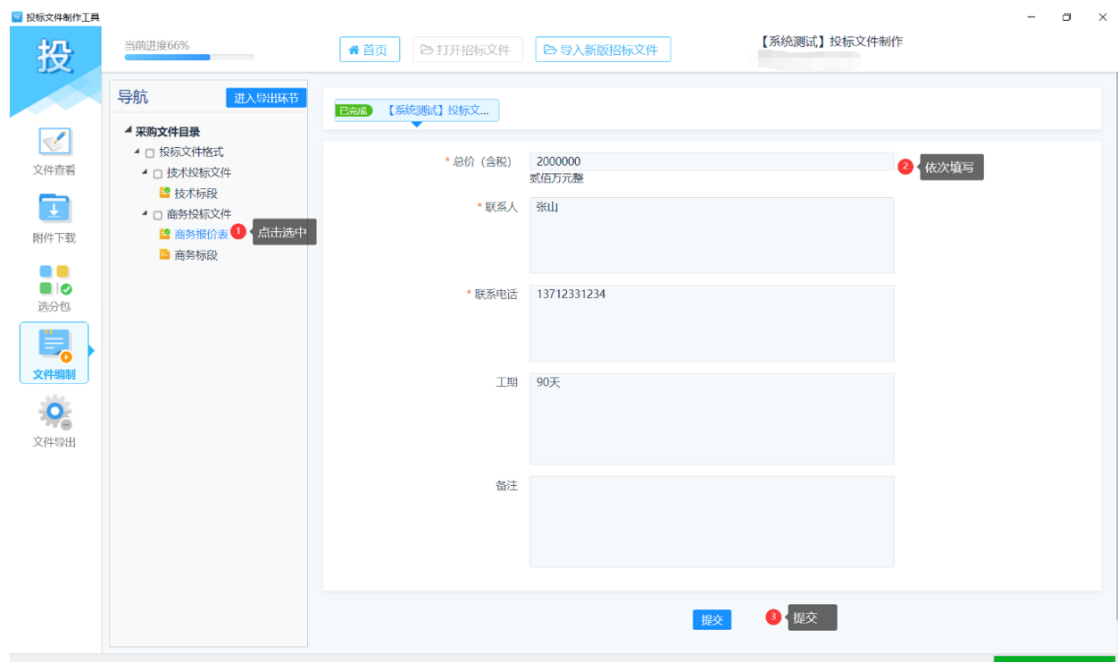 投标文件制作工具
投
当前进度66%
首页
打开招标文件
导入新版招标文件
【系统测试】投标文件制作
文件查看
附件下载
选分包
文件编制
文件导出
导航
进入导出环节
采购文件目录
投标文件格式
技术投标文件
技术标段
商务投标文件
商务报价表
1 点击选中
商务标段
已完成 【系统测试】投标文...
* 总价（含税） 2000000
贰佰万元整
2 依次填写
* 联系人 张山
* 联系电话 13712331234
工期 90天
备注
提交
3 提交